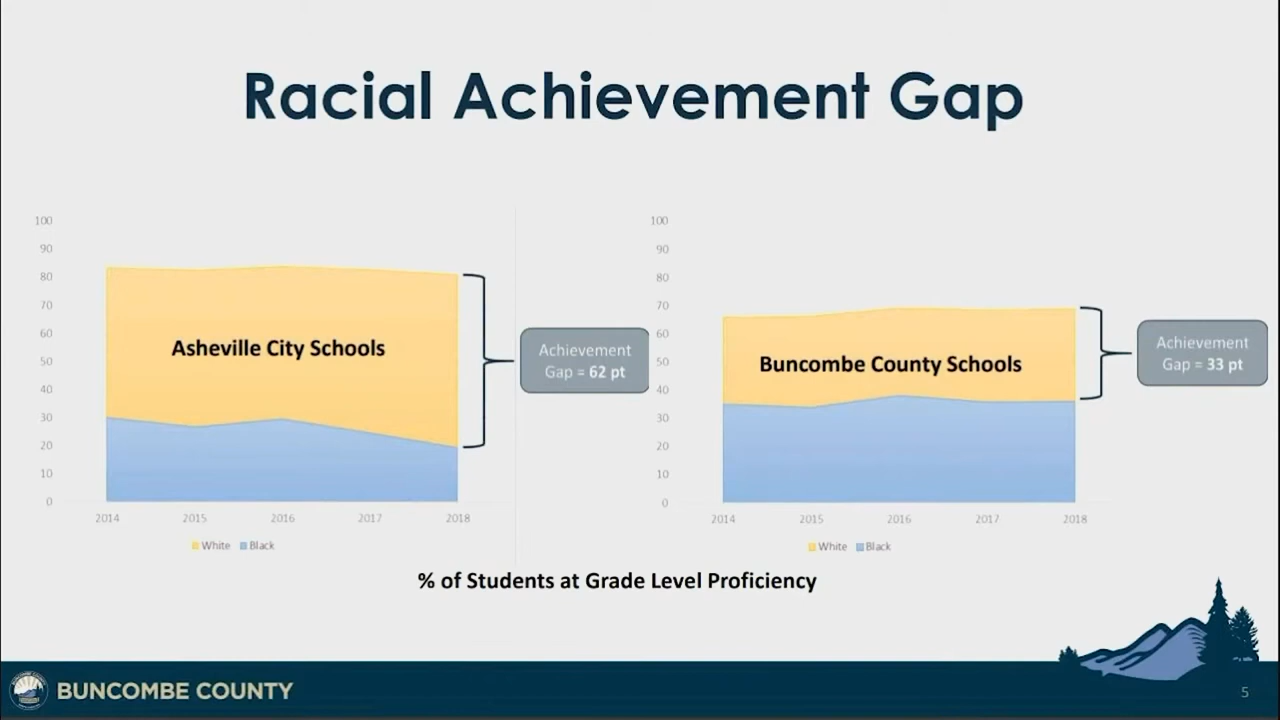 Racial Achievement Gap
100
90
80
70
60
50
40
30
20
10
0
Asheville City Schools
Achievement
Gap = 62 pt
2014 2015 2016 2017 2018
White Black
100
90
80
70
60
50
40
30
20
10
0
Buncombe County Schools
Achievement
Gap = 33 pt
2014 2015 2016 2017 2018
White Black
% of Students at Grade Level Proficiency
BUNCOMBE COUNTY
5